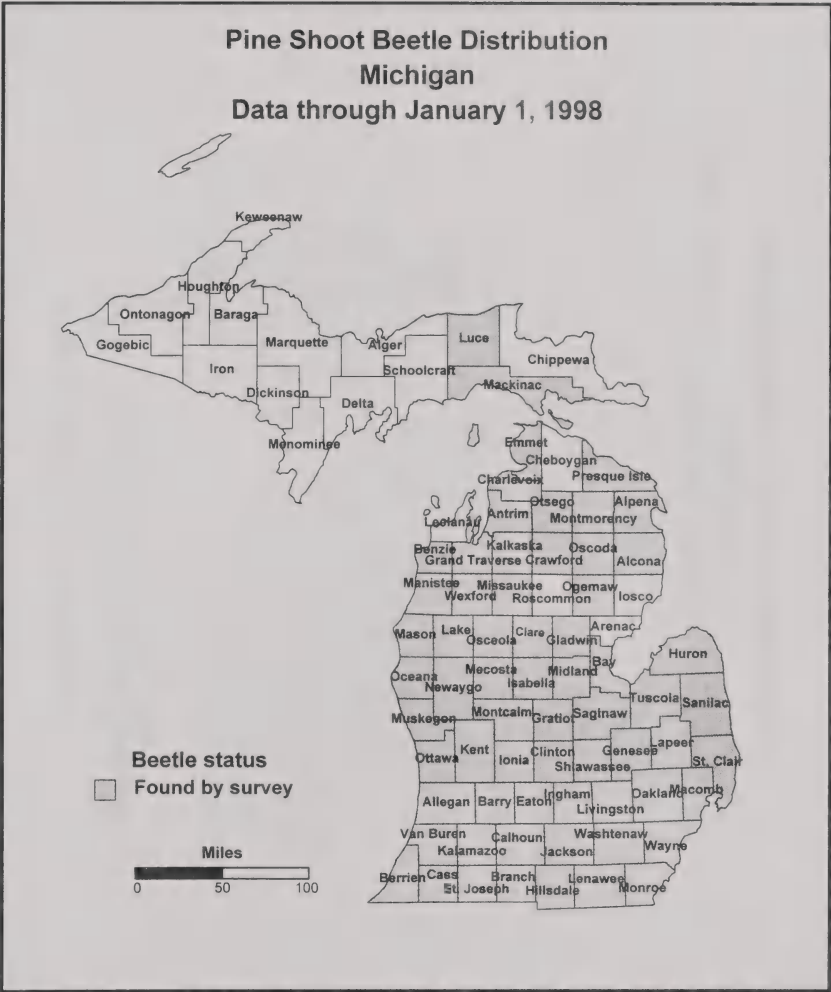 Pine Shoot Beetle Distribution
Michigan
Data through January 1, 1998
Keweenaw
Houghton
Ontonagon
Baraga
Gogebic
Marquette
Alger
Luce
Chippewa
Iron
Schoolcraft
Mackinac
Dickinson
Delta
Menominee
Emmet
Cheboygan
Charlevoix
Presque Isle
Otsego
Alpena
Leelanau
Antrim
Montmorency
Benzie
Kalkaska
Oscoda
Grand Traverse
Crawford
Alcona
Manistee
Missaukee
Ogemaw
Wexford
Roscommon
Iosco
Mason
Lake
Osceola
Clare
Gladwin
Arenac
Huron
Oceana
Newaygo
Mecosta
Isabella
Midland
Bay
Tuscola
Sanilac
Muskegon
Montcalm
Gratiot
Saginaw
Ottawa
Kent
Ionia
Clinton
Shiawassee
Genesee
Lapeer
St. Clair
Allegan
Barry
Eaton
Ingham
Livingston
Oakland
Macomb
Van Buren
Kalamazoo
Calhoun
Jackson
Washtenaw
Wayne
Berrien
Cass
St. Joseph
Branch
Hillsdale
Lenawee
Monroe
Beetle status
Found by survey
Miles
0 50 100